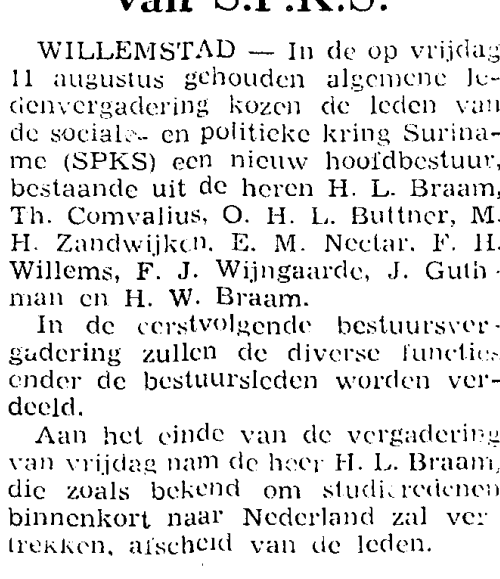 van S.P.K.S.
WILLEMSTAD — In de op vrijdag
11 augustus gehouden algemene le-
denvergadering kozen de leden van
de sociale- en politieke kring Surina-
me (SPKS) een nieuw hoofdbestuur,
bestaande uit de heren H. L. Braam,
Th. Comvalius, O. H. L. Buttner, M.
H. Zandwijken, E. M. Nectar, F. H.
Willems, F. J. Wijngaarde, J. Guth-
man en H. W. Braam.
In de eerstvolgende bestuursver-
gadering zullen de diverse functies
onder de bestuursleden worden ver-
deeld.
Aan het einde van de vergadering
van vrijdag nam de heer H. L. Braam,
die zoals bekend om studieredenen
binnenkort naar Nederland zal ver
trekken, afscheid van de leden.